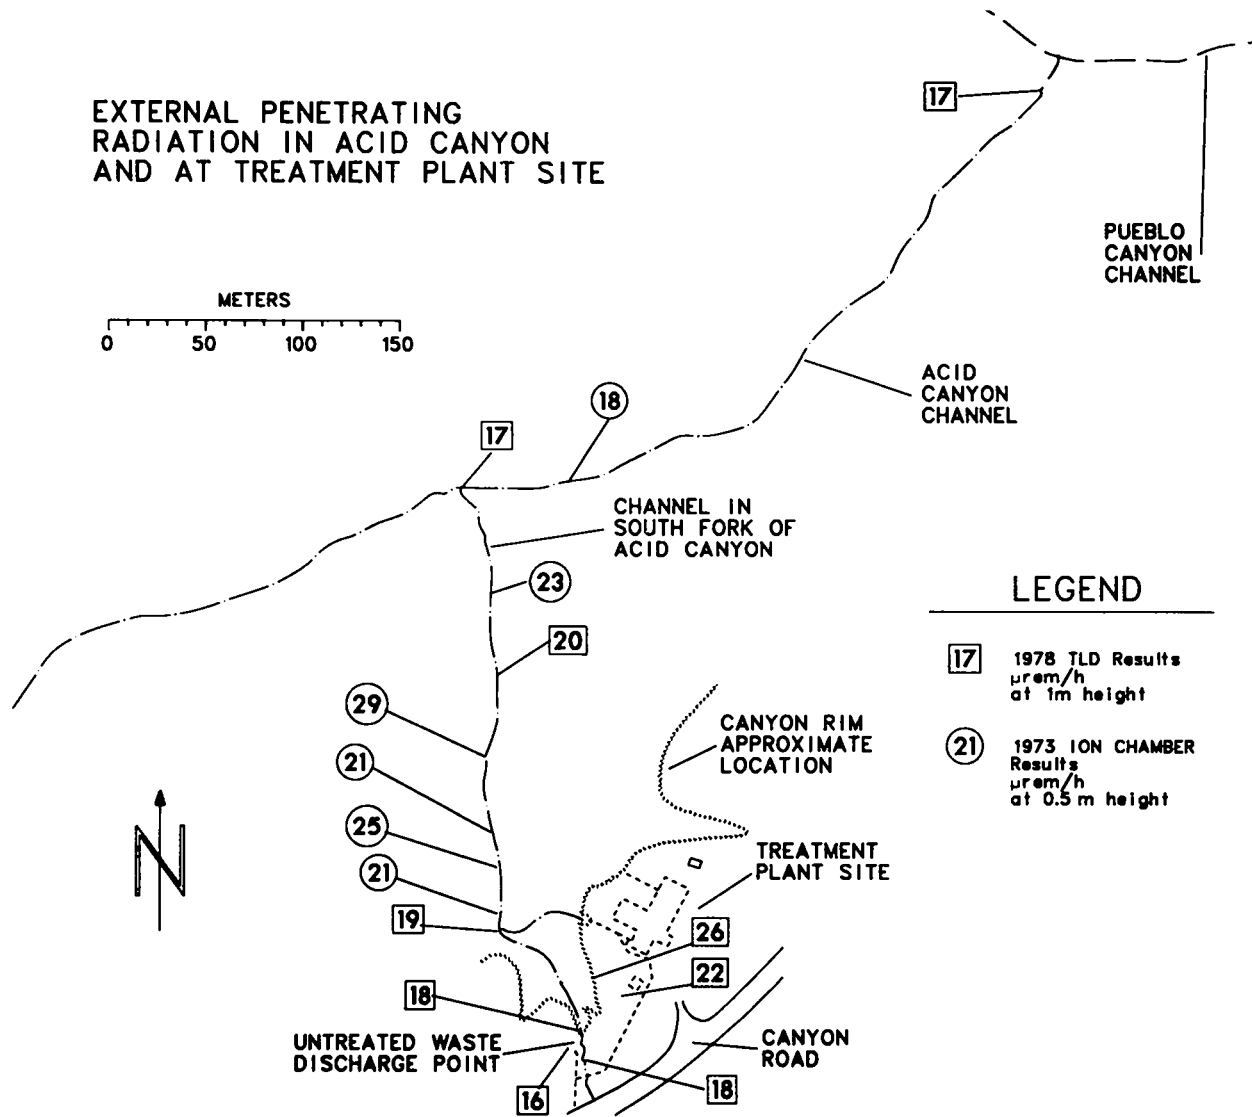 EXTERNAL PENETRATING
RADIATION IN ACID CANYON
AND AT TREATMENT PLANT SITE
METERS
0 50 100 150
17
PUEBLO
CANYON
CHANNEL
ACID
CANYON
CHANNEL
18
17
CHANNEL IN
SOUTH FORK OF
ACID CANYON
23
20
29
21
25
21
19
CANYON RIM
APPROXIMATE
LOCATION
TREATMENT
PLANT SITE
26
22
18
UNTREATED WASTE
DISCHARGE POINT
16
18
CANYON
ROAD
N
LEGEND
17 1978 TLD Results
μrem/h
at 1m height
21 1973 ION CHAMBER
Results
μrem/h
at 0.5 m height